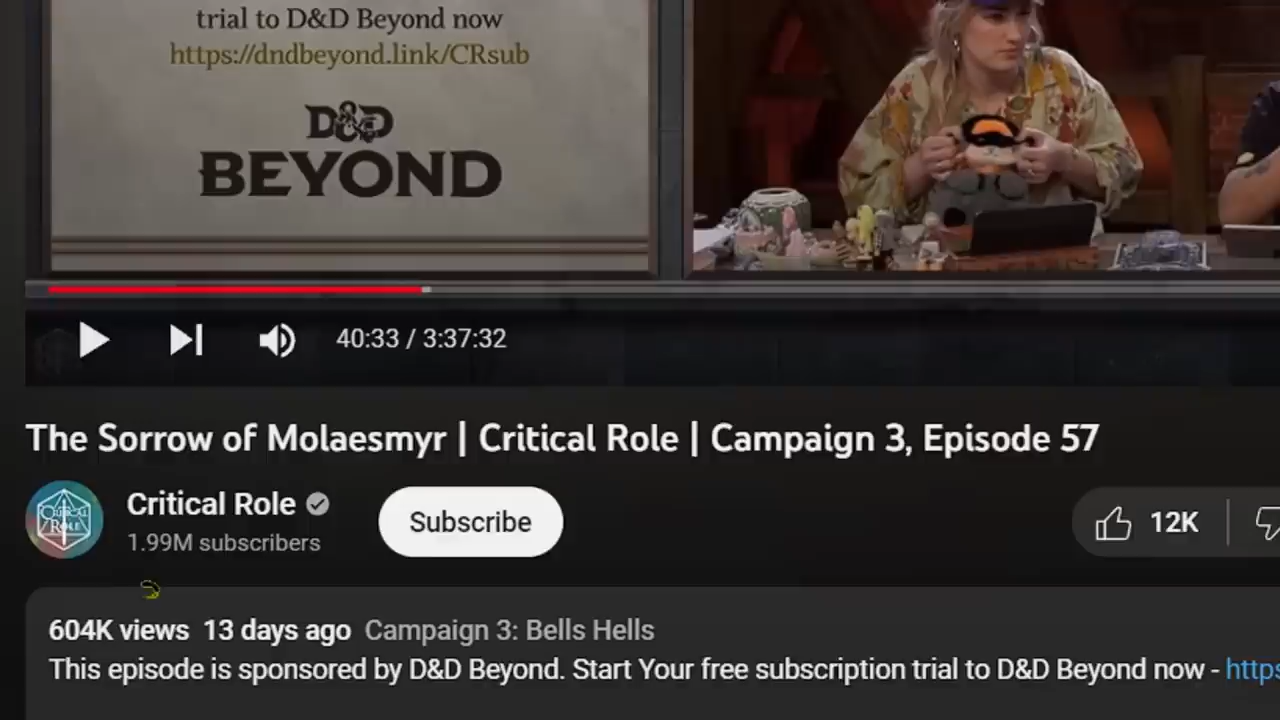 trial to D&D Beyond now
https://dndbeyond.link/CRsub
D&D
BEYOND
40:33 / 3:37:32
The Sorrow of Molaesmyr | Critical Role | Campaign 3, Episode 57
CRITICAL
ROLE
Critical Role
1.99M subscribers
Subscribe
12K
604K views 13 days ago Campaign 3: Bells Hells
This episode is sponsored by D&D Beyond. Start Your free subscription trial to D&D Beyond now - https